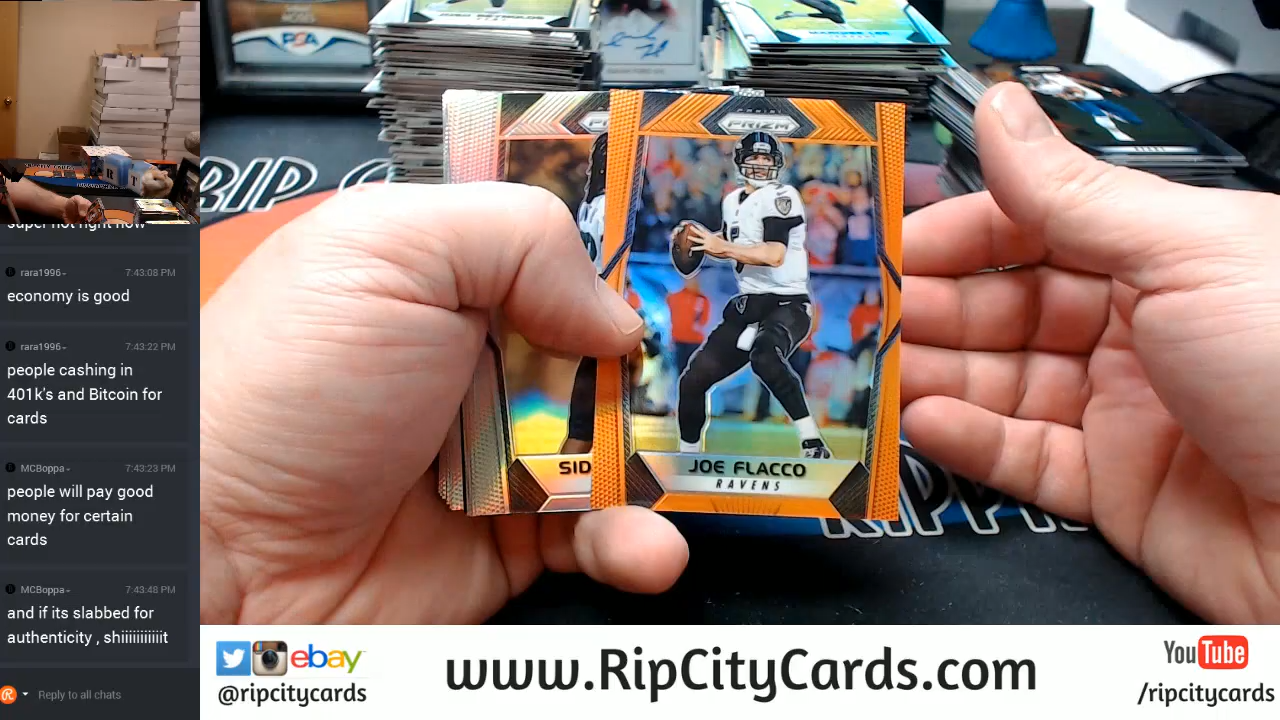 PSA
RIP
super hot right now
rara1996-
7:43:08 PM
economy is good
rara1996-
7:43:22 PM
people cashing in
401k's and Bitcoin for
cards
MCBoppa-
7:43:23 PM
people will pay good
money for certain
cards
MCBoppa-
7:43:48 PM
and if its slabbed for
authenticity , shiiiiiiiiiiit
Reply to all chats
PANINI
PRIZM
SID
JOE FLACCO
RAVENS
ebay
@ripcitycards
www.RipCityCards.com
YouTube
/ripcitycards